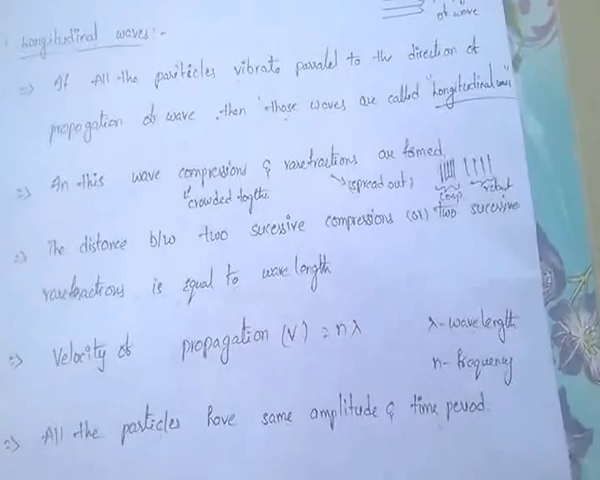 of wave
Longitudinal waves :-
=> If All the particles vibrate parralel to the direction of
propagation of wave . then those waves are called "Longitudinal waves"
=> In this wave compressions & rarefractions are formed
crowded togthe (spread out)
comp
=> The distance b/w two sucessive compressions (or) two sucessive
rarefractions is equal to wave length
=> Velocity of propagation (V) = nλ λ - wave length
n - frequency
=> All the particles have same amplitude & time period.